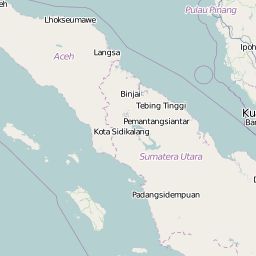 Pulau Pinang
Lhokseumawe
Langsa
Ipoh
Aceh
Binjai
Tebing Tinggi
Pemantangsiantar
Kota Sidikalang
Sumatera Utara
Padangsidempuan